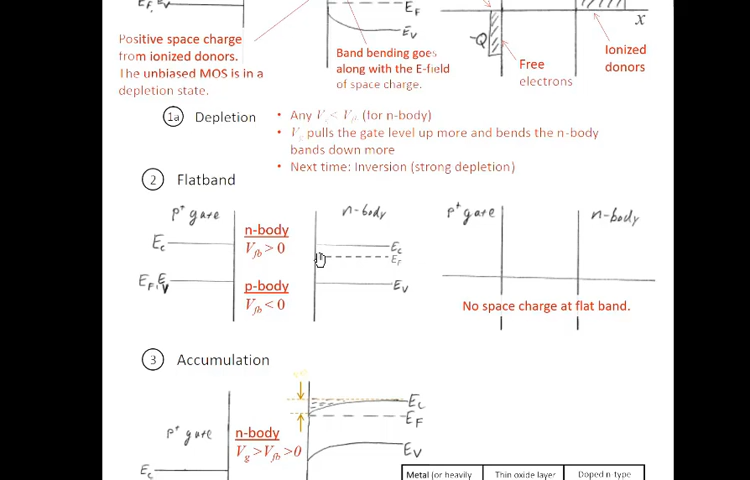 E_F, E_V
E_F
E_V
x
-Q
Positive space charge
from ionized donors.
The unbiased MOS is in a
depletion state.
Band bending goes
along with the E-field
of space charge.
Free
electrons
Ionized
donors
1a Depletion
• Any V < V_fb (for n-body)
• V_g pulls the gate level up more and bends the n-body
bands down more
• Next time: Inversion (strong depletion)
2 Flatband
p⁺ gate
n-body
E_c
n-body
V_fb > 0
E_c
E_F
E_F, E_V
p-body
V_fb < 0
E_V
p⁺ gate
n-body
No space charge at flat band.
3 Accumulation
p⁺ gate
n-body
V_g > V_fb > 0
E_c
E_F
E_V
E_c
Metal (or heavily
Thin oxide layer
Doped n-type